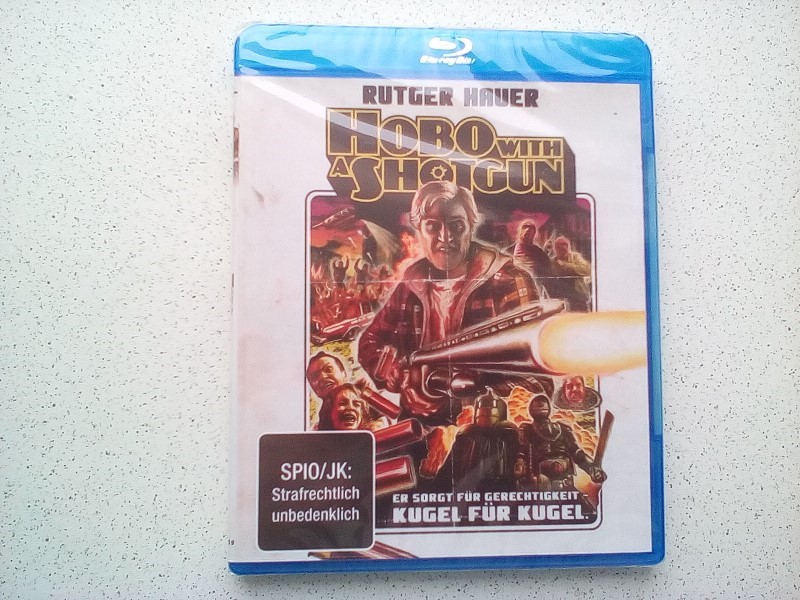 Blu-ray Disc
RUTGER HAUER
HOBO WITH
A SHOTGUN
SPIO/JK:
Strafrechtlich
unbedenklich
ER SORGT FÜR GERECHTIGKEIT -
KUGEL FÜR KUGEL.